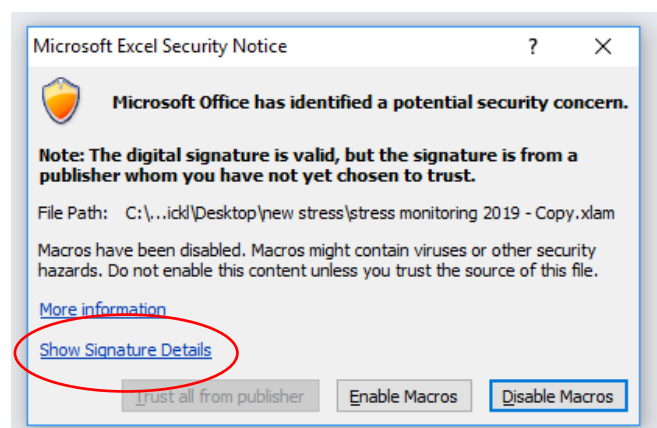 Microsoft Excel Security Notice ?
Microsoft Office has identified a potential security concern.
Note: The digital signature is valid, but the signature is from a
publisher whom you have not yet chosen to trust.
File Path: C:\...ickl\Desktop\new stress\stress monitoring 2019 - Copy.xlam
Macros have been disabled. Macros might contain viruses or other security
hazards. Do not enable this content unless you trust the source of this file.
More information
Show Signature Details
Trust all from publisher Enable Macros Disable Macros